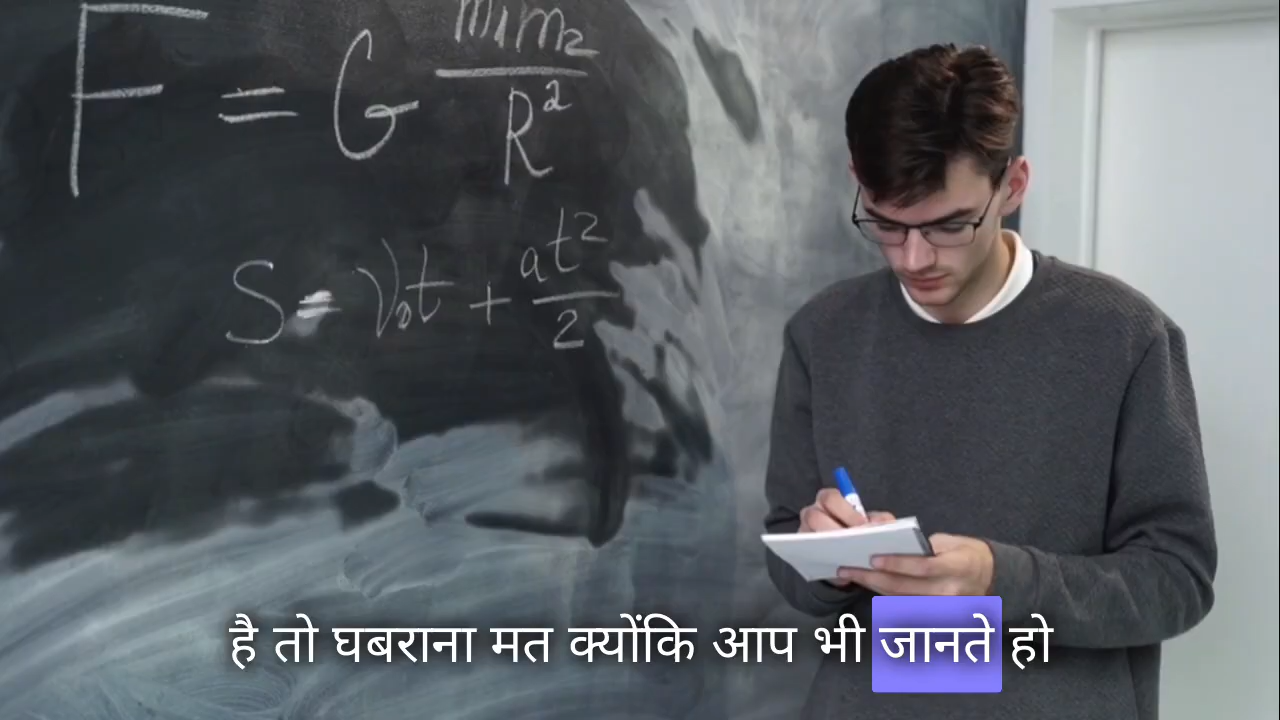 F = G m1m2 / R²
S = V₀t + at² / 2
है तो घबराना मत क्योंकि आप भी जानते हो